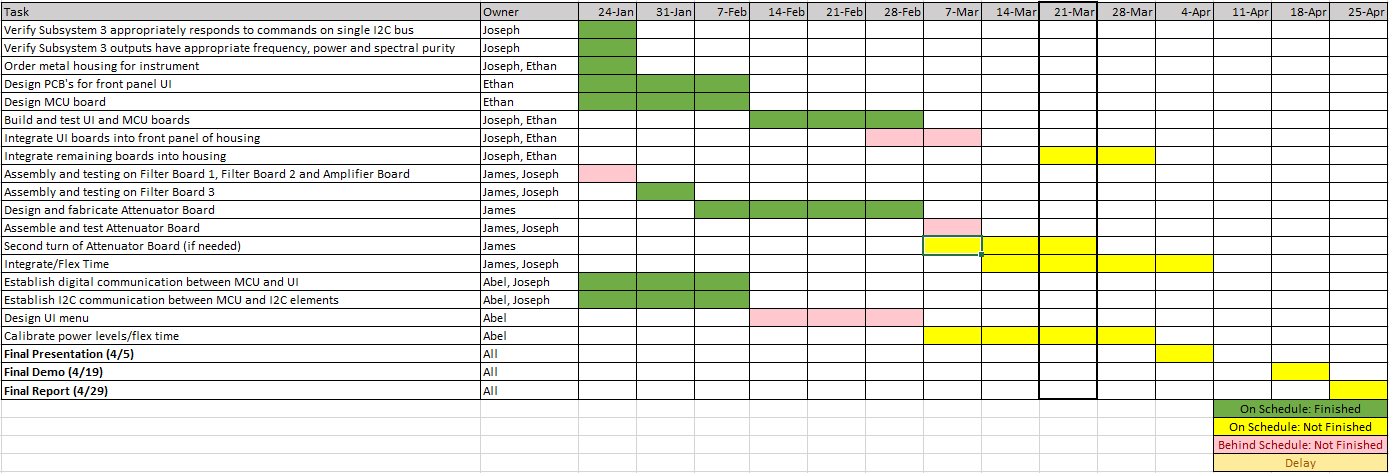 Task Owner 24-Jan 31-Jan 7-Feb 14-Feb 21-Feb 28-Feb 7-Mar 14-Mar 21-Mar 28-Mar 4-Apr 11-Apr 18-Apr 25-Apr
Verify Subsystem 3 appropriately responds to commands on single I2C bus Joseph
Verify Subsystem 3 outputs have appropriate frequency, power and spectral purity Joseph
Order metal housing for instrument Joseph, Ethan
Design PCB's for front panel UI Ethan
Design MCU board Ethan
Build and test UI and MCU boards Joseph, Ethan
Integrate UI boards into front panel of housing Joseph, Ethan
Integrate remaining boards into housing Joseph, Ethan
Assembly and testing on Filter Board 1, Filter Board 2 and Amplifier Board James, Joseph
Assembly and testing on Filter Board 3 James, Joseph
Design and fabricate Attenuator Board James
Assemble and test Attenuator Board James, Joseph
Second turn of Attenuator Board (if needed) James
Integrate/Flex Time James, Joseph
Establish digital communication between MCU and UI Abel, Joseph
Establish I2C communication between MCU and I2C elements Abel, Joseph
Design UI menu Abel
Calibrate power levels/flex time Abel
Final Presentation (4/5) All
Final Demo (4/19) All
Final Report (4/29) All
On Schedule: Finished
On Schedule: Not Finished
Behind Schedule: Not Finished
Delay